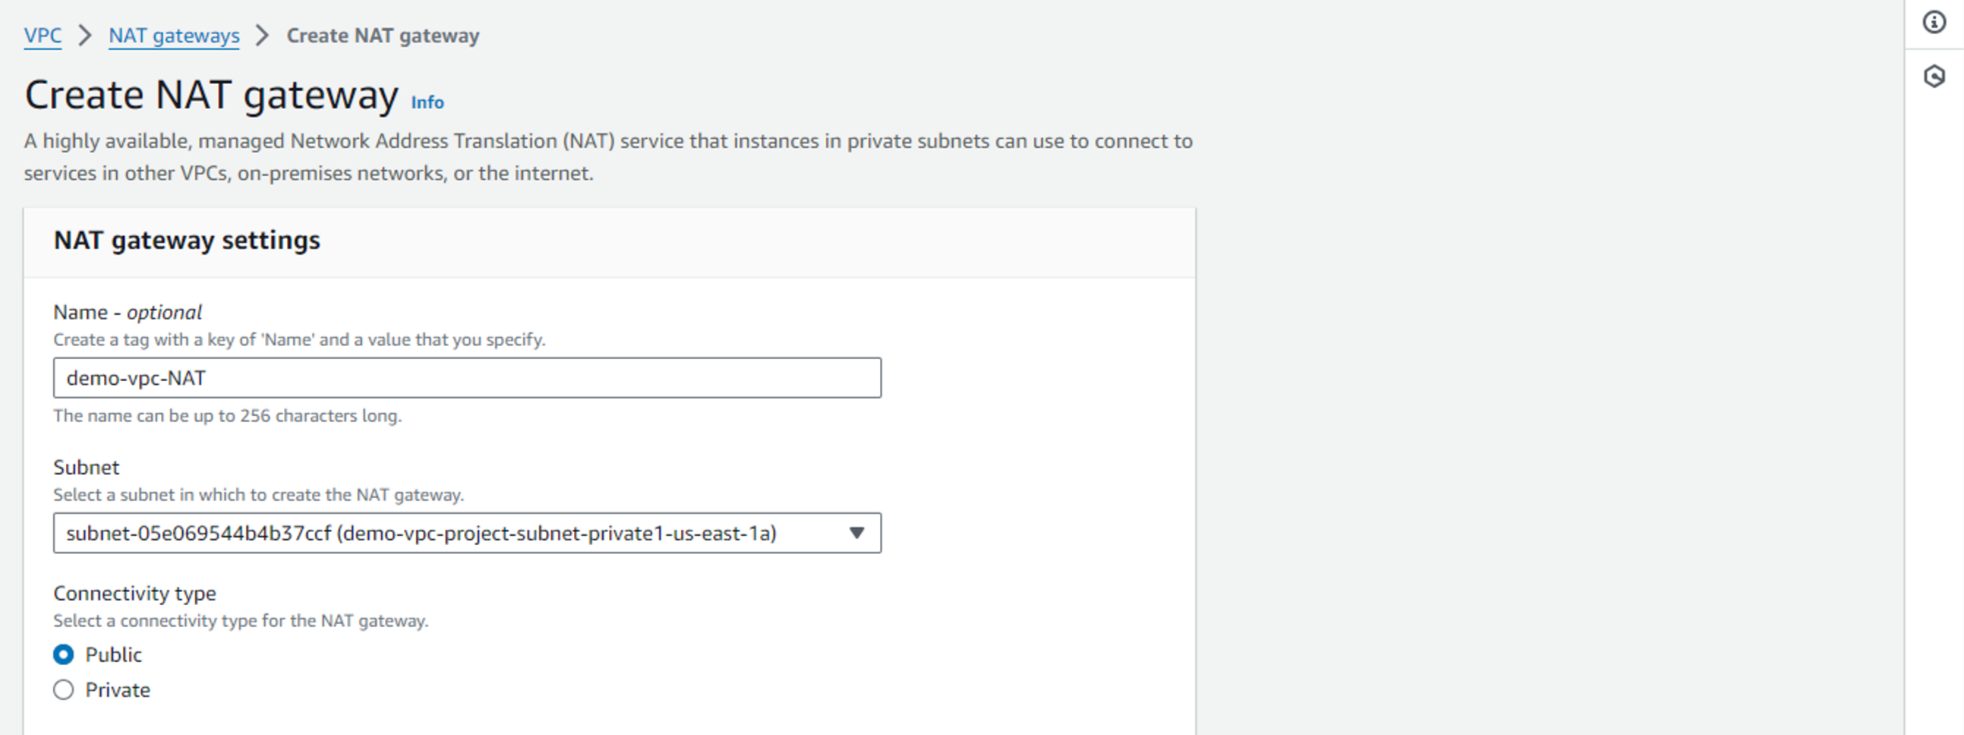 VPC > NAT gateways > Create NAT gateway
Create NAT gateway Info
A highly available, managed Network Address Translation (NAT) service that instances in private subnets can use to connect to
services in other VPCs, on-premises networks, or the internet.
NAT gateway settings
Name - optional
Create a tag with a key of 'Name' and a value that you specify.
demo-vpc-NAT
The name can be up to 256 characters long.
Subnet
Select a subnet in which to create the NAT gateway.
subnet-05e069544b4b37ccf (demo-vpc-project-subnet-private1-us-east-1a)
Connectivity type
Select a connectivity type for the NAT gateway.
Public
Private